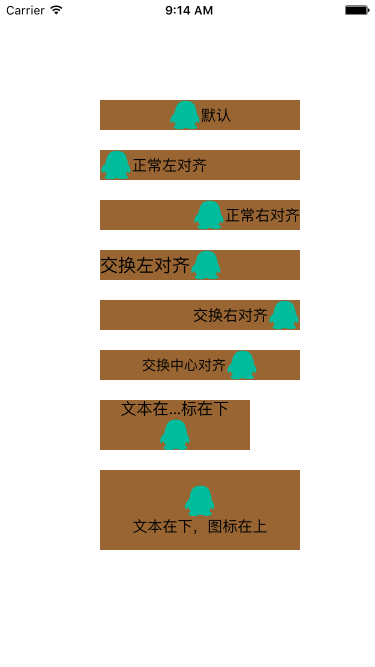 Carrier 9:14 AM
默认
正常左对齐
正常右对齐
交换左对齐
交换右对齐
交换中心对齐
文本在...标在下
文本在下，图标在上